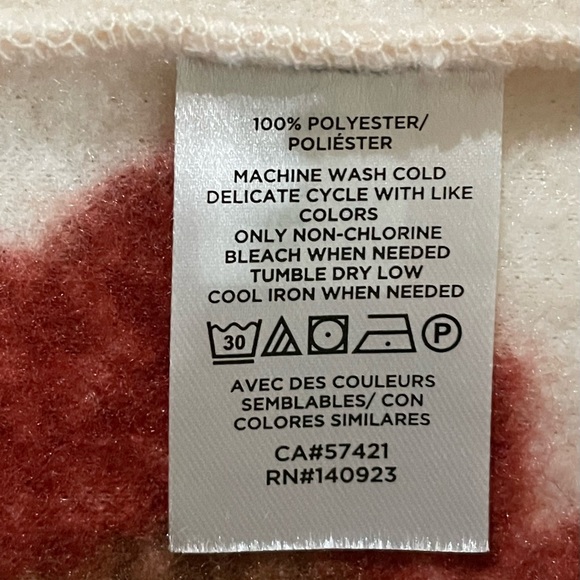 100% POLYESTER/
POLIÉSTER
MACHINE WASH COLD
DELICATE CYCLE WITH LIKE
COLORS
ONLY NON-CHLORINE
BLEACH WHEN NEEDED
TUMBLE DRY LOW
COOL IRON WHEN NEEDED
30 P
AVEC DES COULEURS
SEMBLABLES/ CON
COLORES SIMILARES
CA#57421
RN#140923